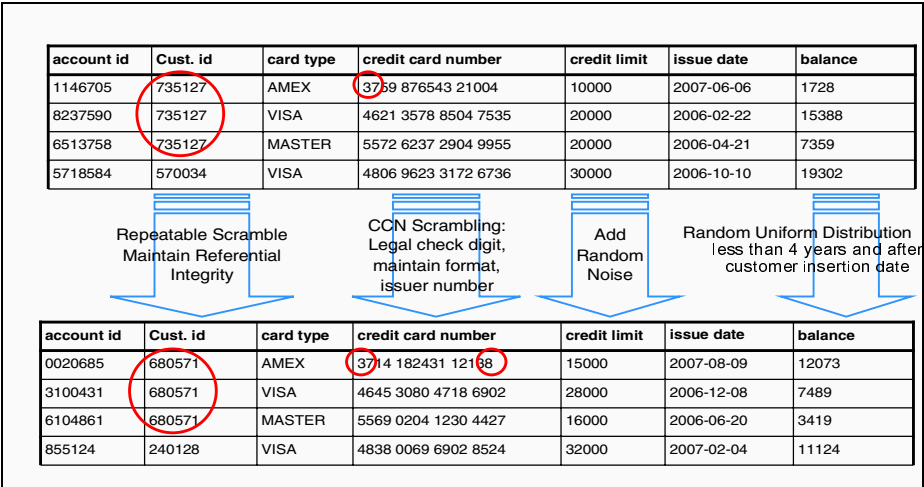 account id Cust. id card type credit card number credit limit issue date balance
1146705 735127 AMEX 3759 876543 21004 10000 2007-06-06 1728
8237590 735127 VISA 4621 3578 8504 7535 20000 2006-02-22 15388
6513758 735127 MASTER 5572 6237 2904 9955 20000 2006-04-21 7359
5718584 570034 VISA 4806 9623 3172 6736 30000 2006-10-10 19302
Repeatable Scramble
Maintain Referential
Integrity
CCN Scrambling:
Legal check digit,
maintain format,
issuer number
Add
Random
Noise
Random Uniform Distribution
less than 4 years and after
customer insertion date
account id Cust. id card type credit card number credit limit issue date balance
0020685 680571 AMEX 3714 182431 12138 15000 2007-08-09 12073
3100431 680571 VISA 4645 3080 4718 6902 28000 2006-12-08 7489
6104861 680571 MASTER 5569 0204 1230 4427 16000 2006-06-20 3419
855124 240128 VISA 4838 0069 6902 8524 32000 2007-02-04 11124